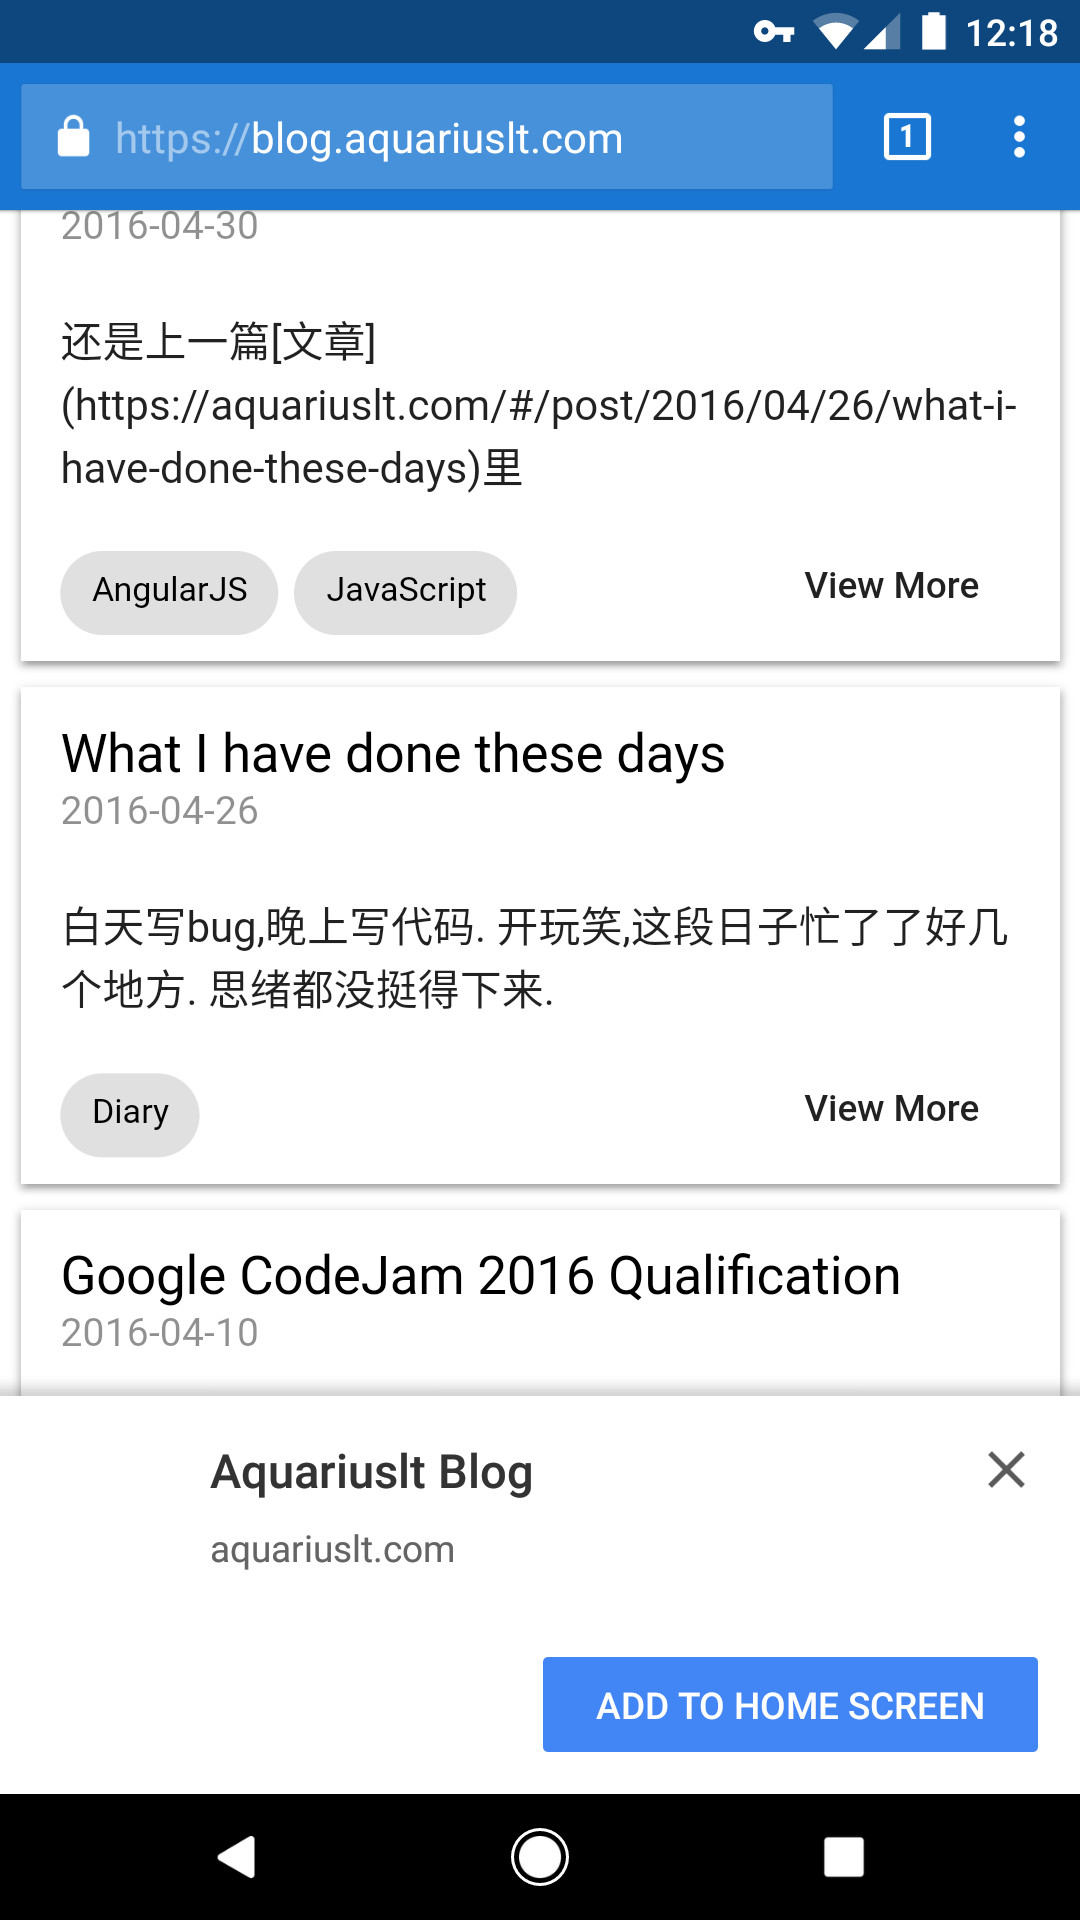 12:18
https://blog.aquariuslt.com
1
2016-04-30
还是上一篇[文章]
(https://aquariuslt.com/#/post/2016/04/26/what-i-
have-done-these-days)里
AngularJS JavaScript View More
What I have done these days
2016-04-26
白天写bug,晚上写代码. 开玩笑,这段日子忙了了好几
个地方. 思绪都没挺得下来.
Diary View More
Google CodeJam 2016 Qualification
2016-04-10
Aquariuslt Blog
aquariuslt.com
ADD TO HOME SCREEN